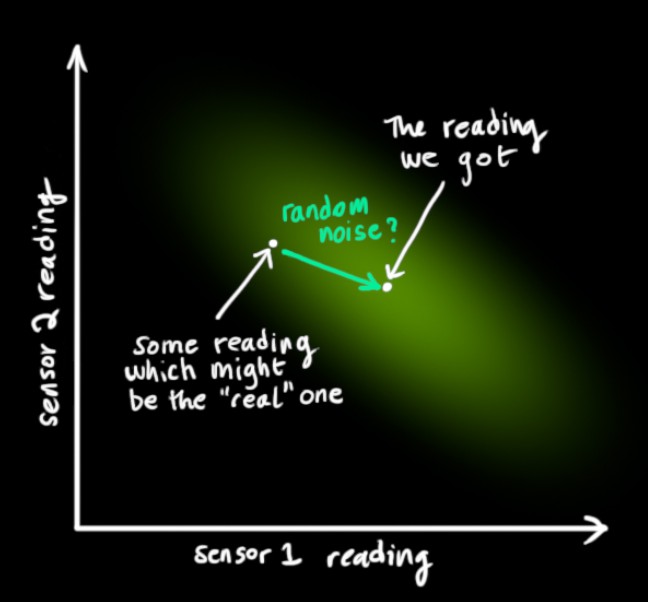 The reading
we got
random
noise?
some reading
which might
be the "real" one
sensor 2 reading
sensor 1 reading